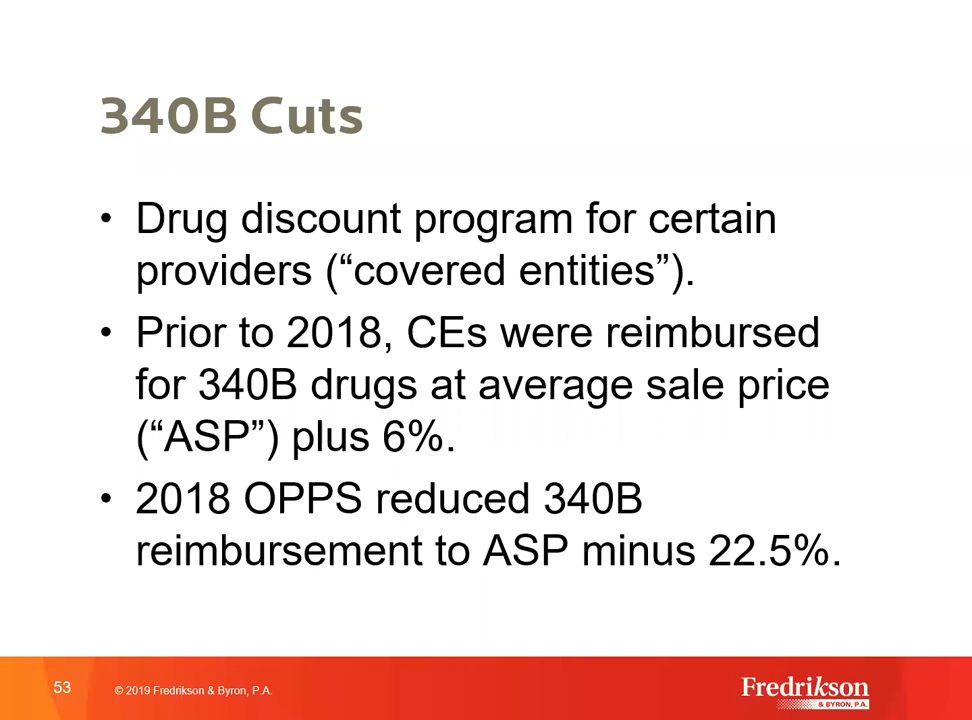 340B Cuts
• Drug discount program for certain
providers (“covered entities”).
• Prior to 2018, CEs were reimbursed
for 340B drugs at average sale price
(“ASP”) plus 6%.
• 2018 OPPS reduced 340B
reimbursement to ASP minus 22.5%.
53
© 2019 Fredrikson & Byron, P.A.
Fredrikson
& BYRON, P.A.